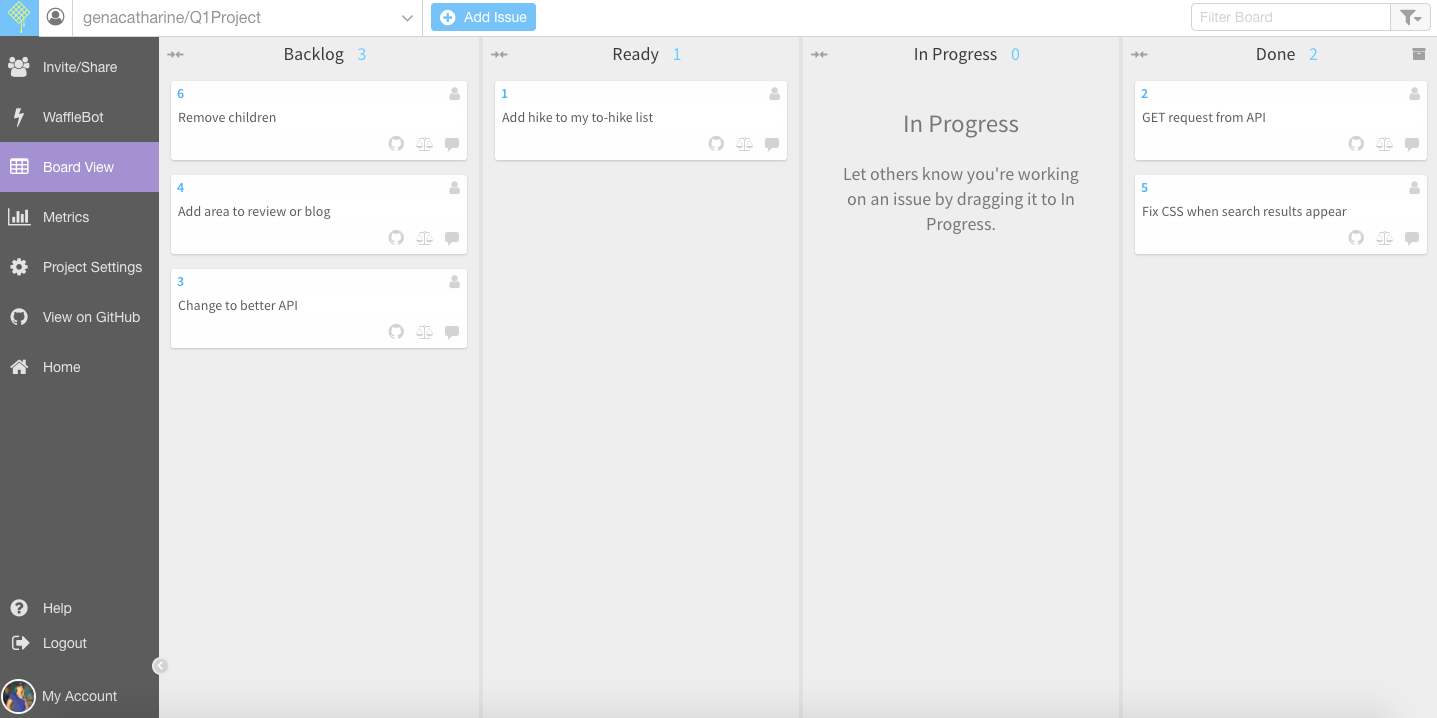 genacatharine/Q1Project
Add Issue
Filter Board
Invite/Share
WaffleBot
Board View
Metrics
Project Settings
View on GitHub
Home
Help
Logout
My Account
Backlog 3
6
Remove children
4
Add area to review or blog
3
Change to better API
Ready 1
1
Add hike to my to-hike list
In Progress 0
In Progress
Let others know you're working
on an issue by dragging it to In
Progress.
Done 2
2
GET request from API
5
Fix CSS when search results appear